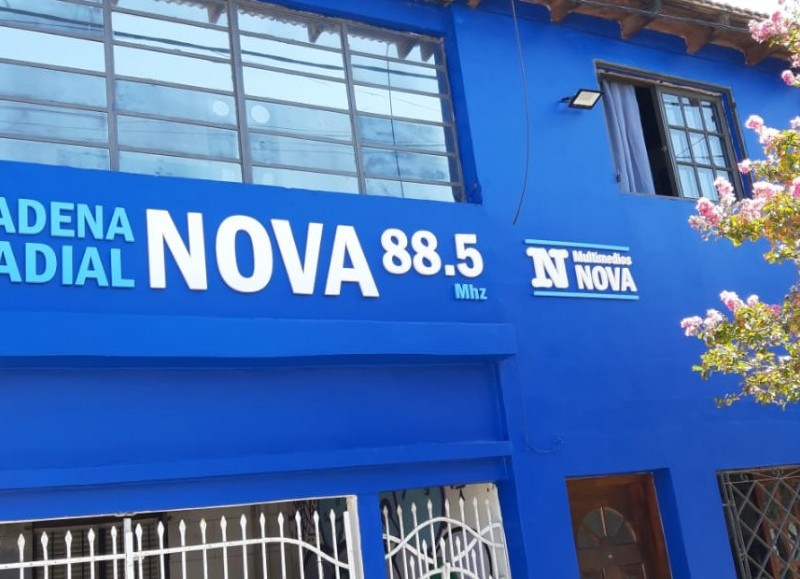 ADENA
ADIAL
NOVA
88.5
Mhz
N
Multimedios
NOVA